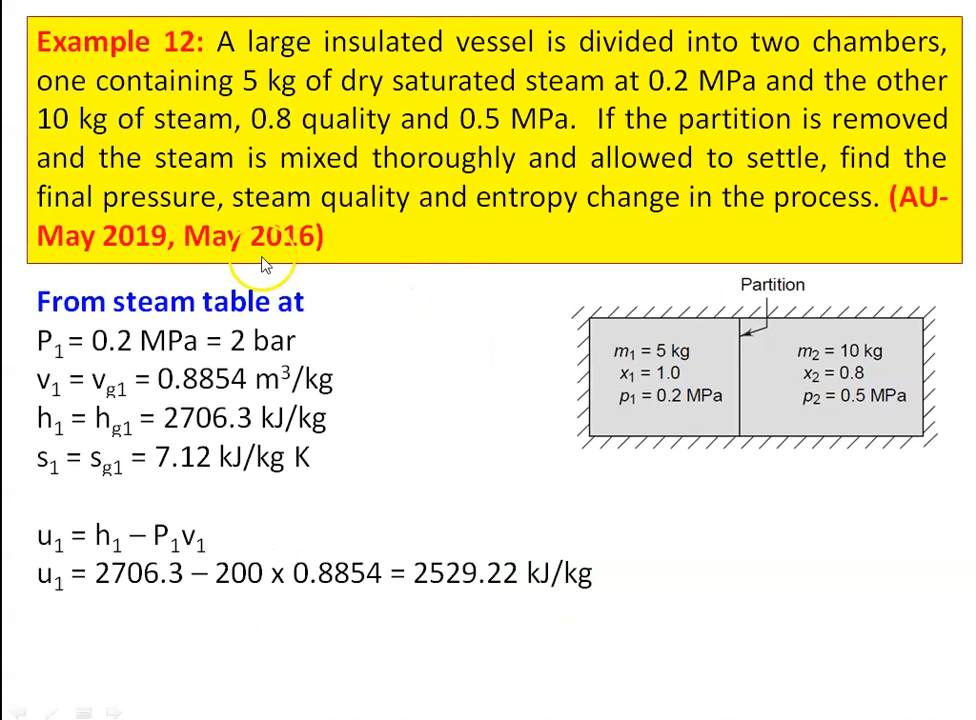 Example 12: A large insulated vessel is divided into two chambers,
one containing 5 kg of dry saturated steam at 0.2 MPa and the other
10 kg of steam, 0.8 quality and 0.5 MPa. If the partition is removed
and the steam is mixed thoroughly and allowed to settle, find the
final pressure, steam quality and entropy change in the process. (AU-
May 2019, May 2016)
From steam table at
P₁ = 0.2 MPa = 2 bar
v₁ = v_g1 = 0.8854 m³/kg
h₁ = h_g1 = 2706.3 kJ/kg
s₁ = s_g1 = 7.12 kJ/kg K
u₁ = h₁ – P₁v₁
u₁ = 2706.3 – 200 x 0.8854 = 2529.22 kJ/kg
Partition
m₁ = 5 kg
x₁ = 1.0
p₁ = 0.2 MPa
m₂ = 10 kg
x₂ = 0.8
p₂ = 0.5 MPa